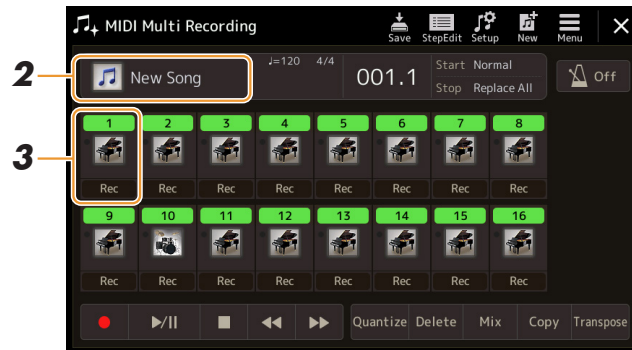 MIDI Multi Recording
Save StepEdit Setup New Menu
2
New Song
♩=120 4/4
001.1
Start Normal
Stop Replace All
Off
3
1 2 3 4 5 6 7 8
Rec Rec Rec Rec Rec Rec Rec Rec
9 10 11 12 13 14 15 16
Rec Rec Rec Rec Rec Rec Rec Rec
Quantize Delete Mix Copy Transpose